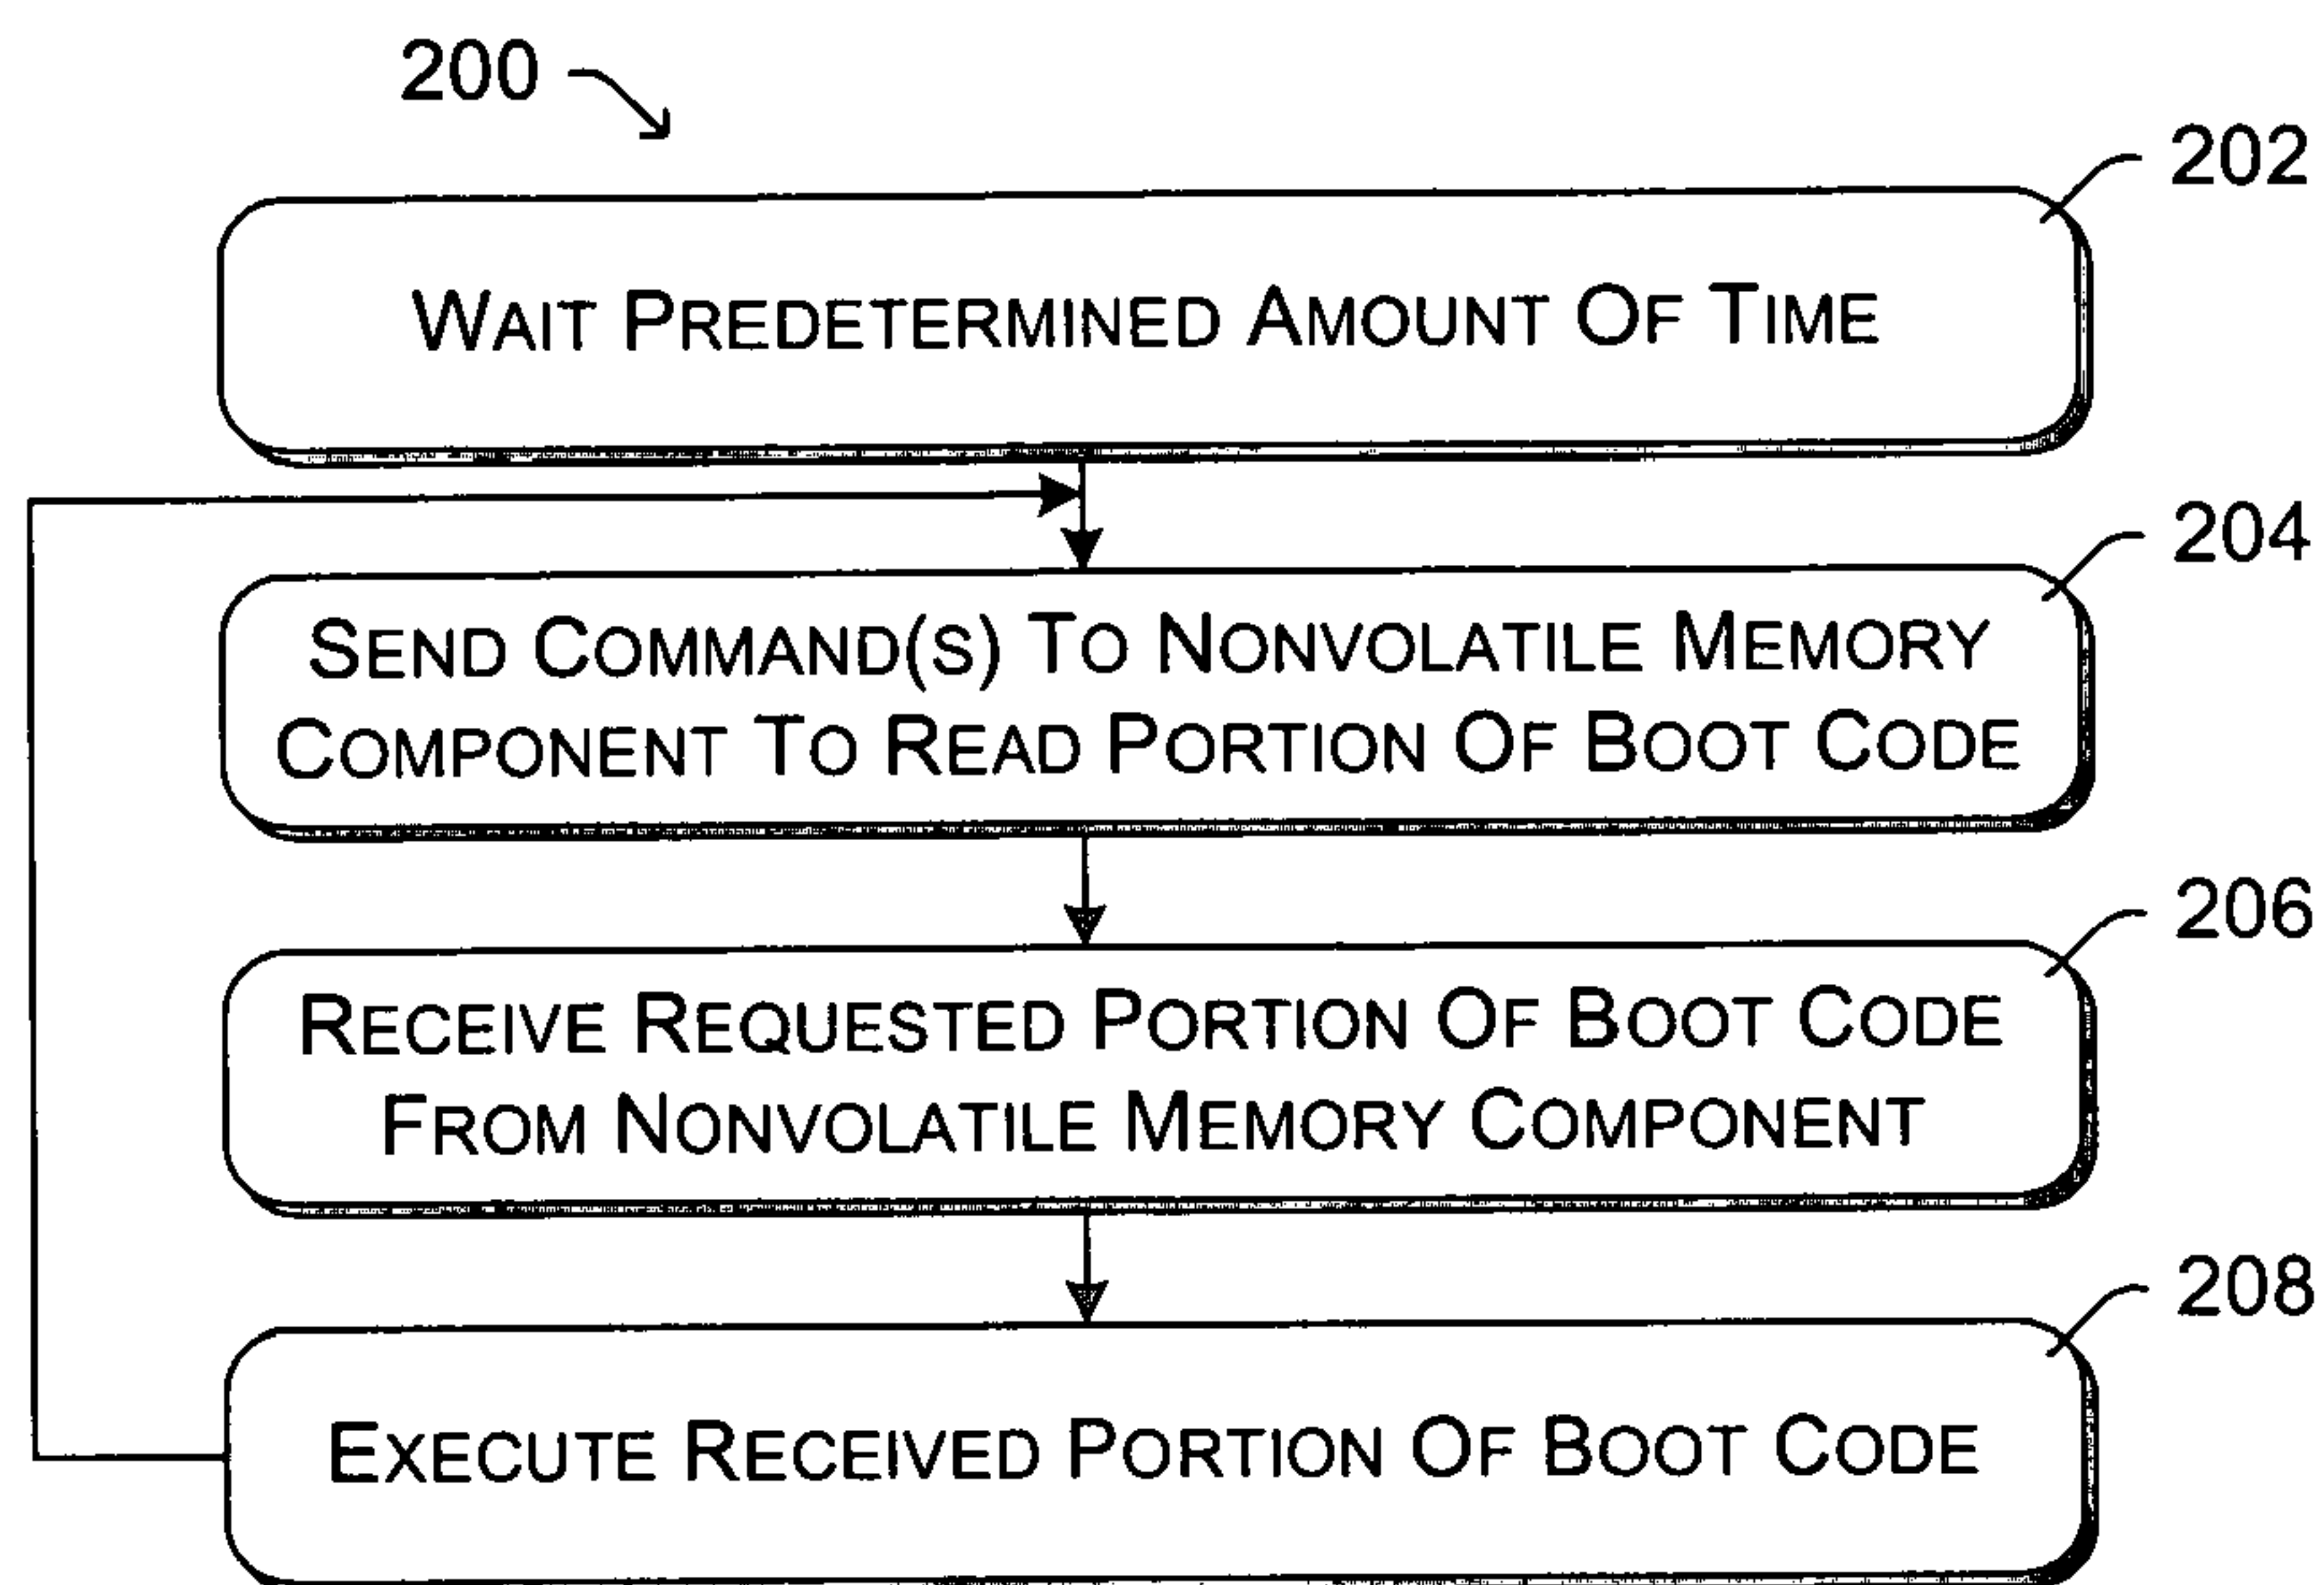 200
202
WAIT PREDETERMINED AMOUNT OF TIME
204
SEND COMMAND(S) TO NONVOLATILE MEMORY
COMPONENT TO READ PORTION OF BOOT CODE
206
RECEIVE REQUESTED PORTION OF BOOT CODE
FROM NONVOLATILE MEMORY COMPONENT
208
EXECUTE RECEIVED PORTION OF BOOT CODE